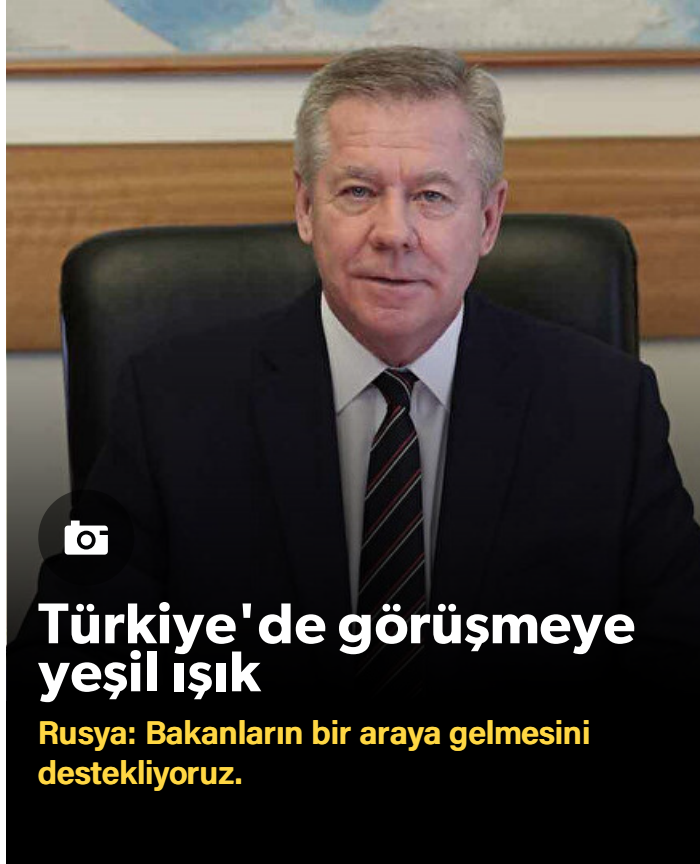 Türkiye'de görüşmeye
yeşil ışık
Rusya: Bakanların bir araya gelmesini
destekliyoruz.